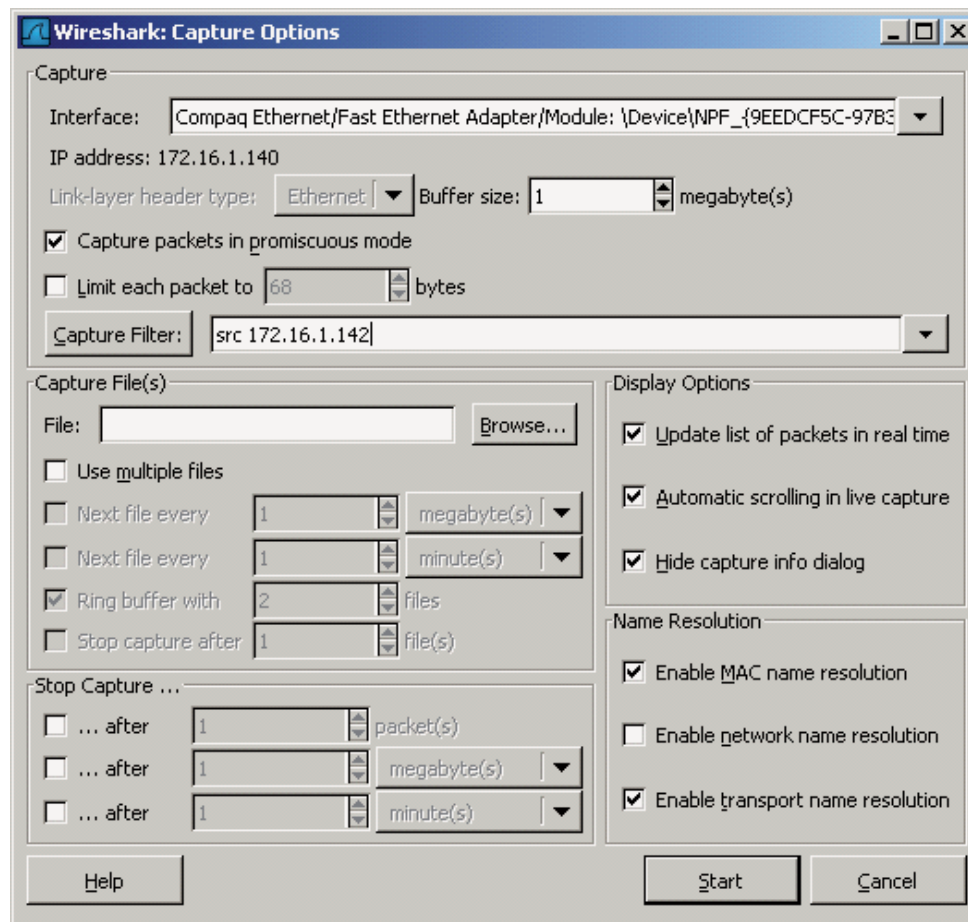 Wireshark: Capture Options
Capture
Interface: Compaq Ethernet/Fast Ethernet Adapter/Module: \Device\NPF_{9EEDCF5C-97B3
IP address: 172.16.1.140
Link-layer header type: Ethernet Buffer size: 1 megabyte(s)
Capture packets in promiscuous mode
Limit each packet to 68 bytes
Capture Filter: src 172.16.1.142
Capture File(s)
File: Browse...
Use multiple files
Next file every 1 megabyte(s)
Next file every 1 minute(s)
Ring buffer with 2 files
Stop capture after 1 file(s)
Stop Capture ...
... after 1 packet(s)
... after 1 megabyte(s)
... after 1 minute(s)
Display Options
Update list of packets in real time
Automatic scrolling in live capture
Hide capture info dialog
Name Resolution
Enable MAC name resolution
Enable network name resolution
Enable transport name resolution
Help Start Cancel